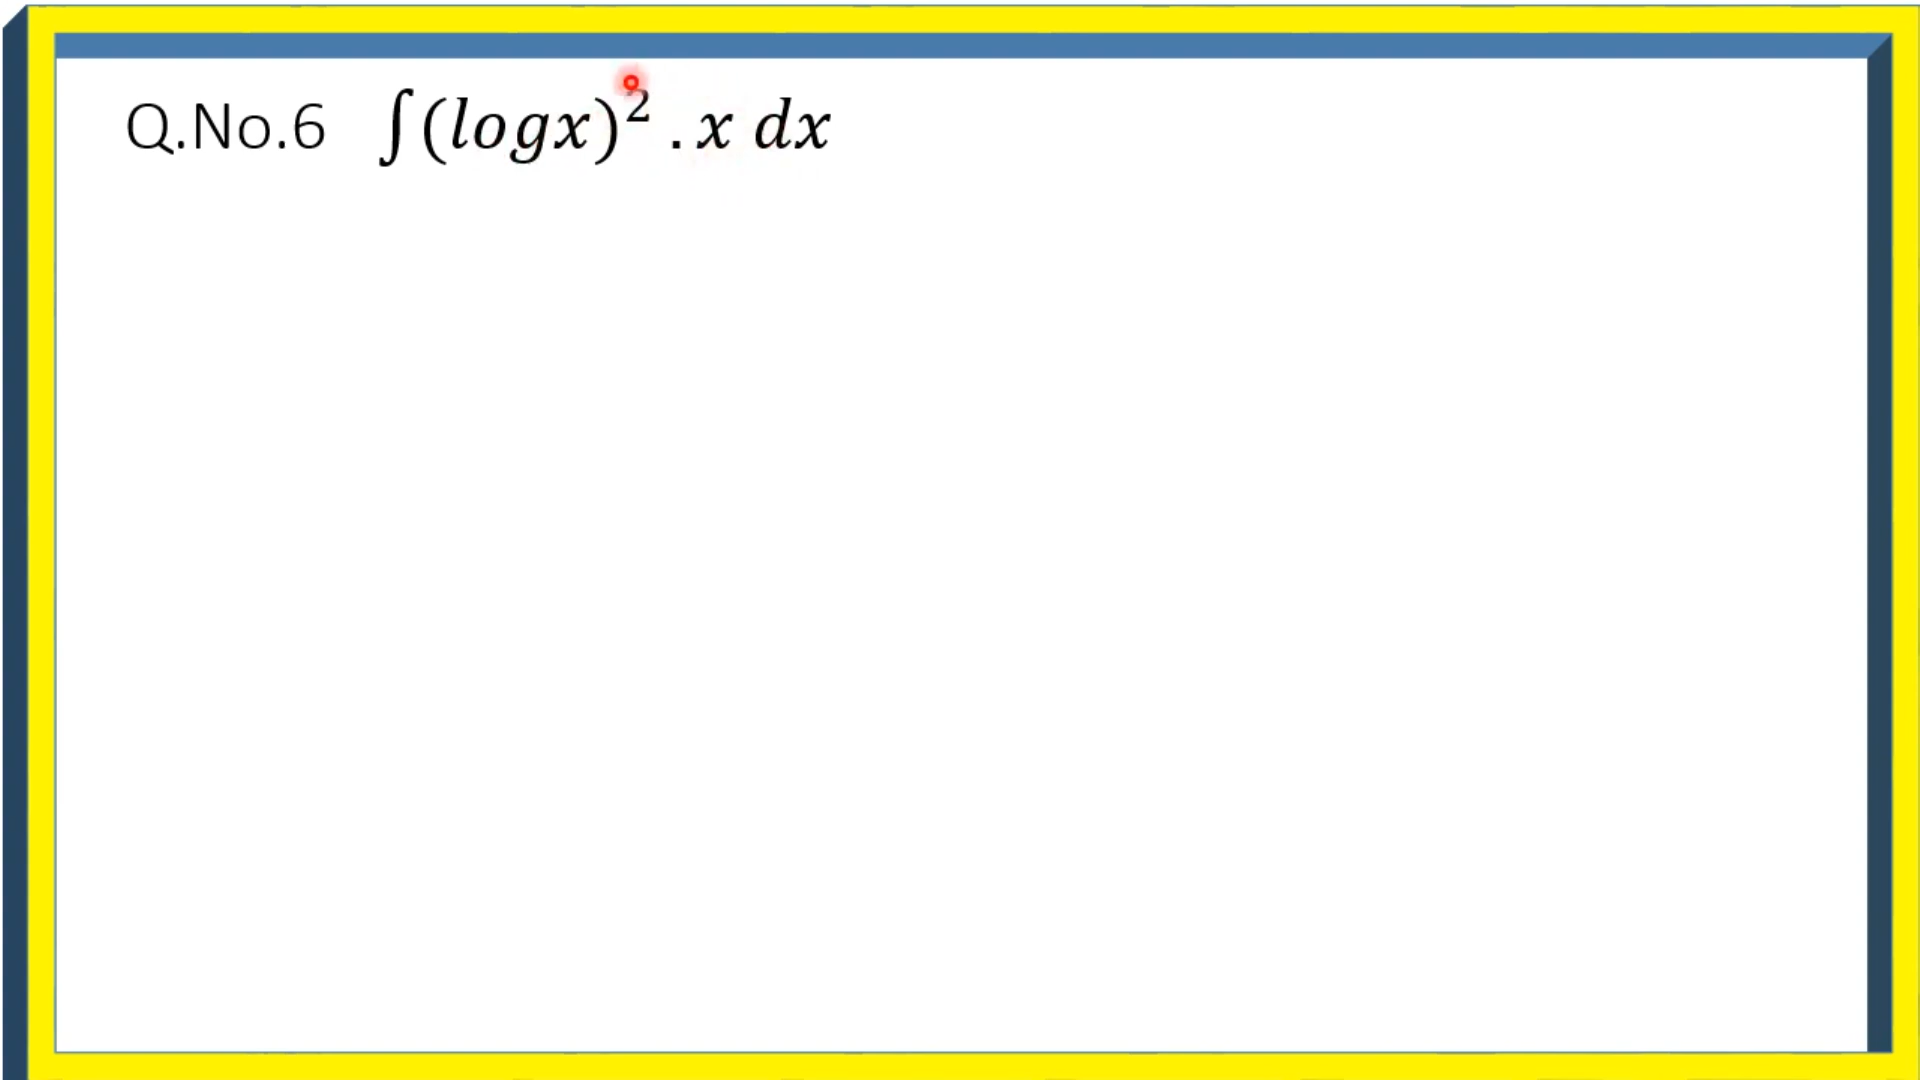 Q.No.6 ∫(logx)² . x dx